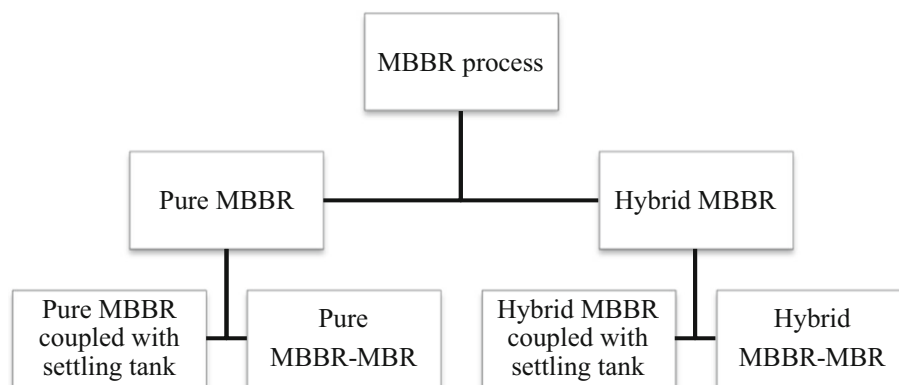 MBBR process
Pure MBBR
Hybrid MBBR
Pure MBBR
coupled with
settling tank
Pure
MBBR-MBR
Hybrid MBBR
coupled with
settling tank
Hybrid
MBBR-MBR